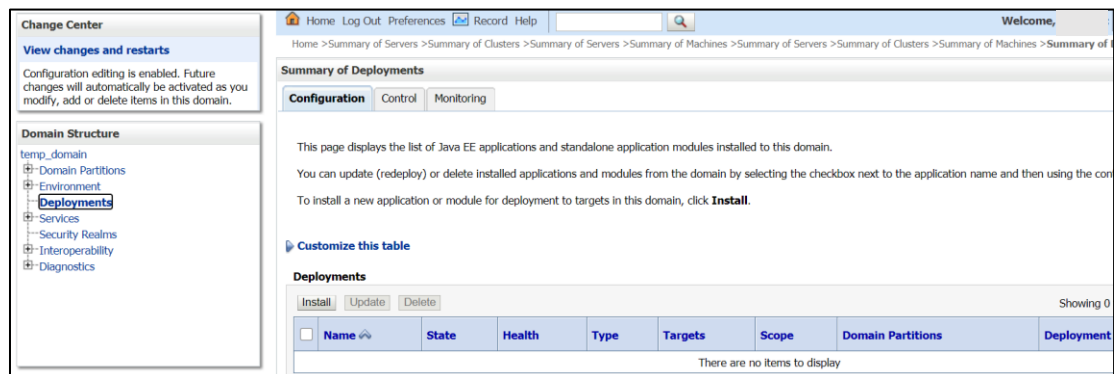 Change Center
View changes and restarts
Configuration editing is enabled. Future
changes will automatically be activated as you
modify, add or delete items in this domain.
Domain Structure
temp_domain
Domain Partitions
Environment
Deployments
Services
Security Realms
Interoperability
Diagnostics
Home Log Out Preferences Record Help
Welcome,
Home >Summary of Servers >Summary of Clusters >Summary of Servers >Summary of Machines >Summary of Servers >Summary of Clusters >Summary of Machines >Summary of
Summary of Deployments
Configuration Control Monitoring
This page displays the list of Java EE applications and standalone application modules installed to this domain.
You can update (redeploy) or delete installed applications and modules from the domain by selecting the checkbox next to the application name and then using the
To install a new application or module for deployment to targets in this domain, click Install.
Customize this table
Deployments
Install Update Delete
Showing 0
Name State Health Type Targets Scope Domain Partitions Deployment
There are no items to display